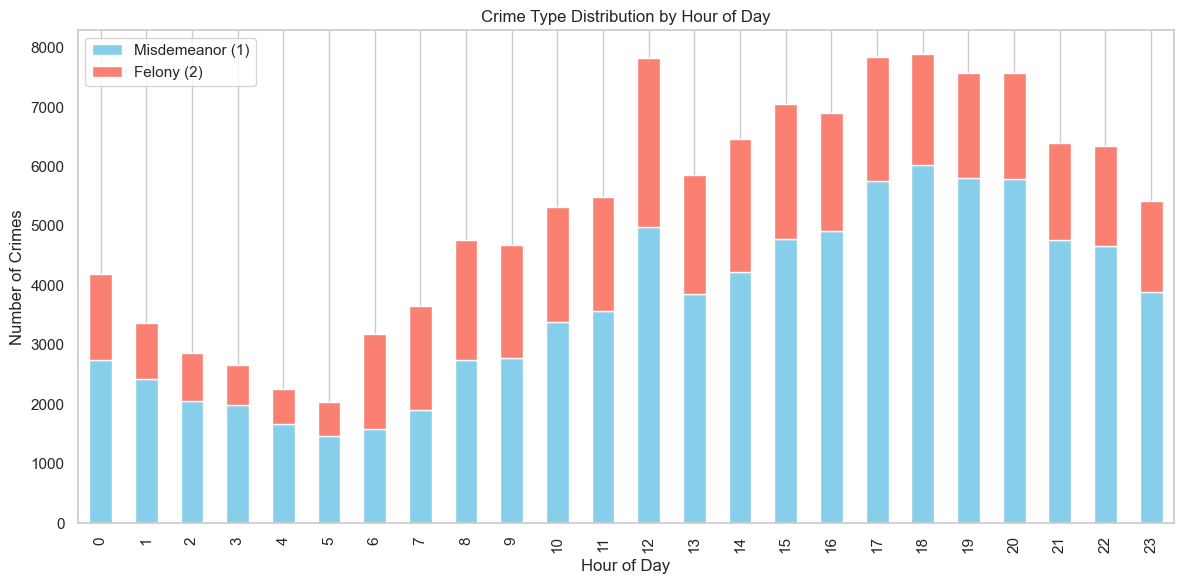 Crime Type Distribution by Hour of Day
Misdemeanor (1)
Felony (2)
Number of Crimes
8000
7000
6000
5000
4000
3000
2000
1000
0
0 1 2 3 4 5 6 7 8 9 10 11 12 13 14 15 16 17 18 19 20 21 22 23
Hour of Day